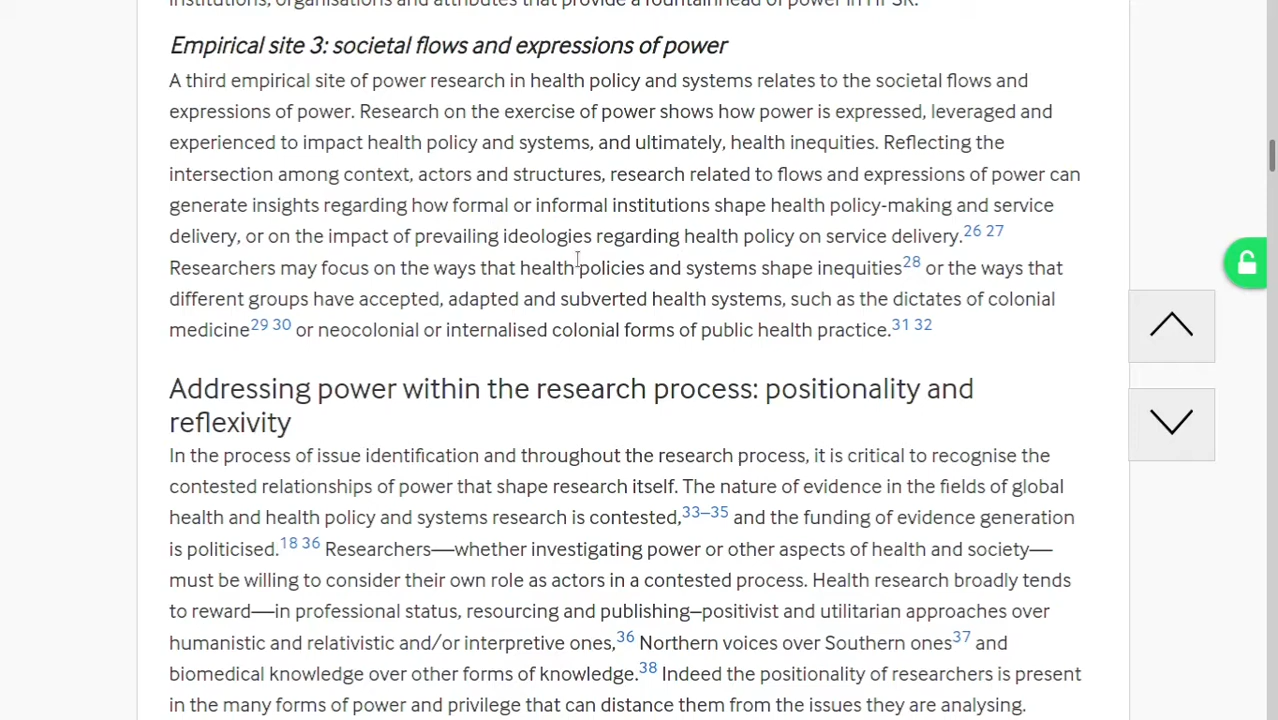 institutions, organisations and attributes that provide a fountainhead of power in HPSR.
Empirical site 3: societal flows and expressions of power
A third empirical site of power research in health policy and systems relates to the societal flows and
expressions of power. Research on the exercise of power shows how power is expressed, leveraged and
experienced to impact health policy and systems, and ultimately, health inequities. Reflecting the
intersection among context, actors and structures, research related to flows and expressions of power can
generate insights regarding how formal or informal institutions shape health policy-making and service
delivery, or on the impact of prevailing ideologies regarding health policy on service delivery.26 27
Researchers may focus on the ways that health policies and systems shape inequities28 or the ways that
different groups have accepted, adapted and subverted health systems, such as the dictates of colonial
medicine29 30 or neocolonial or internalised colonial forms of public health practice.31 32
Addressing power within the research process: positionality and
reflexivity
In the process of issue identification and throughout the research process, it is critical to recognise the
contested relationships of power that shape research itself. The nature of evidence in the fields of global
health and health policy and systems research is contested,33–35 and the funding of evidence generation
is politicised.18 36 Researchers—whether investigating power or other aspects of health and society—
must be willing to consider their own role as actors in a contested process. Health research broadly tends
to reward—in professional status, resourcing and publishing–positivist and utilitarian approaches over
humanistic and relativistic and/or interpretive ones,36 Northern voices over Southern ones37 and
biomedical knowledge over other forms of knowledge.38 Indeed the positionality of researchers is present
in the many forms of power and privilege that can distance them from the issues they are analysing.